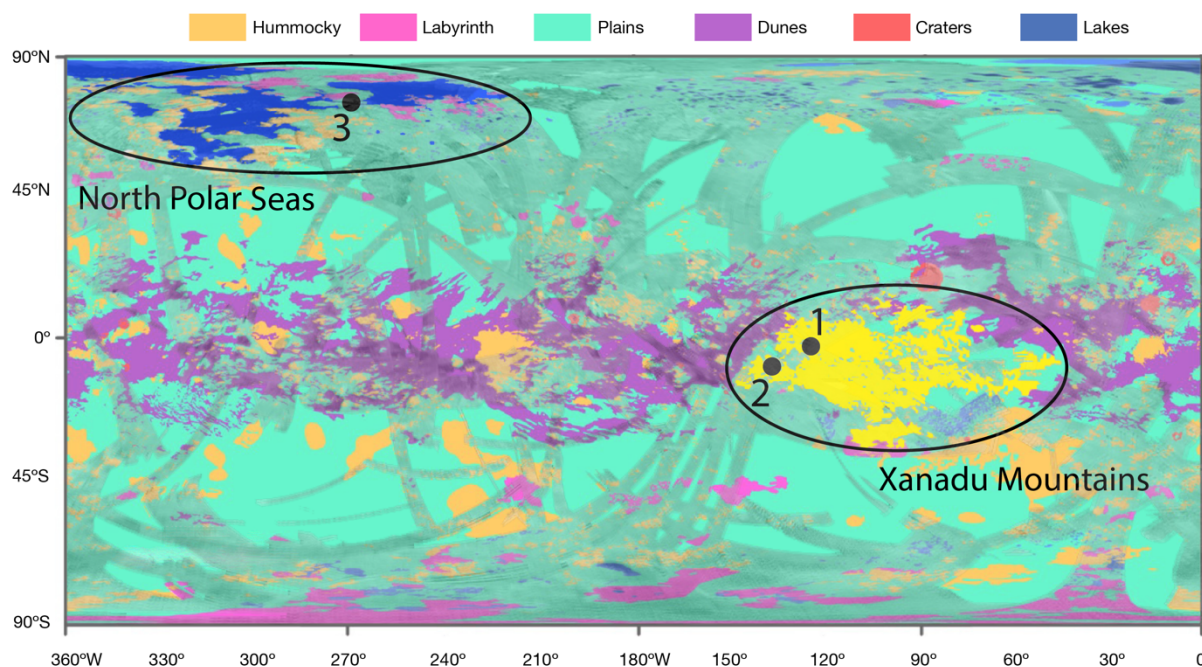 Hummocky Labyrinth Plains Dunes Craters Lakes
90ºN
3
North Polar Seas
45ºN
0º
1
2
Xanadu Mountains
45ºS
90ºS
360ºW 330º 300º 270º 240º 210º 180ºW 150º 120º 90º 60º 30º 0